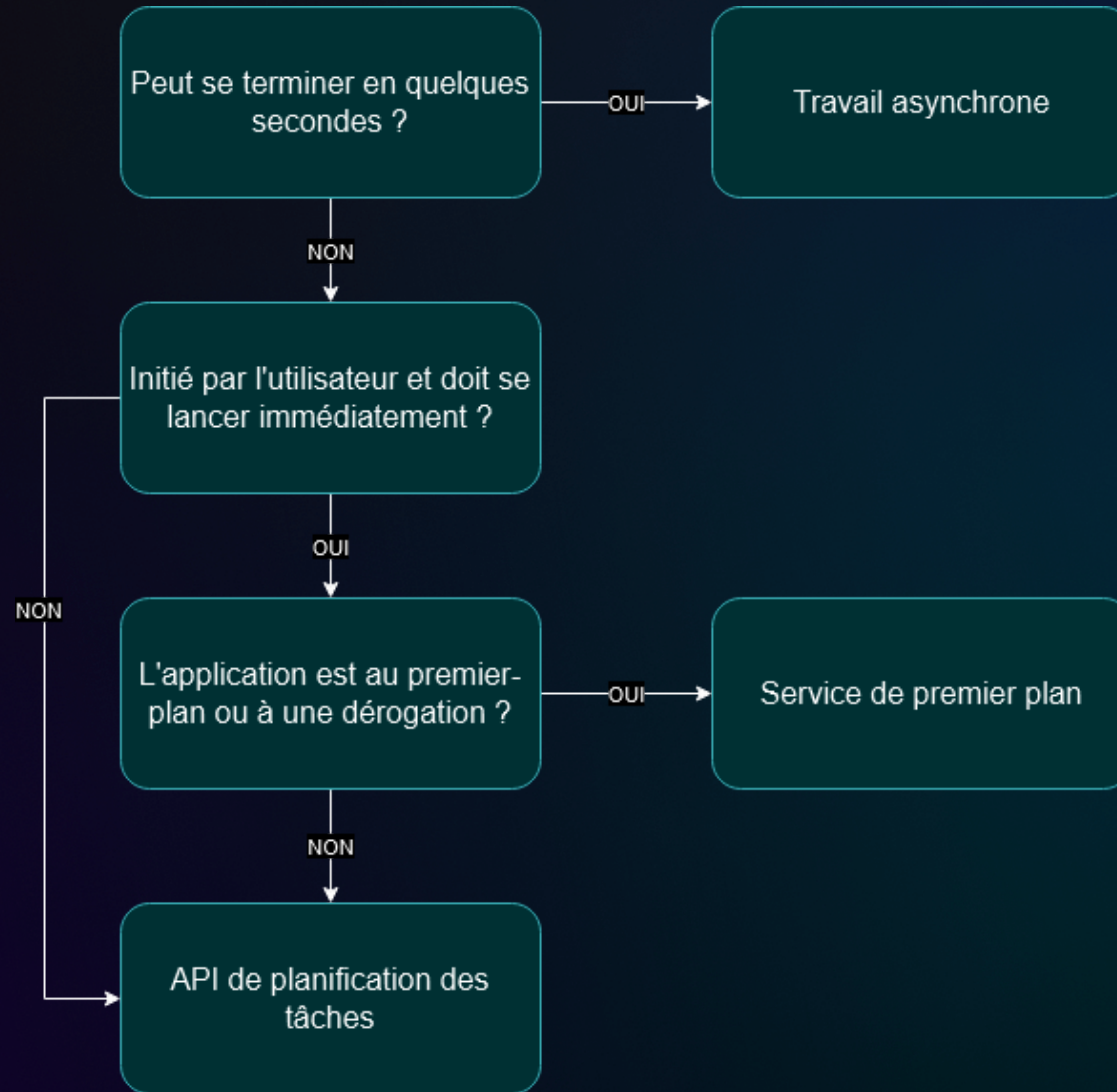 Peut se terminer en quelques
secondes ?
OUI
Travail asynchrone
NON
Initié par l'utilisateur et doit se
lancer immédiatement ?
OUI
NON
L'application est au premier-
plan ou à une dérogation ?
OUI
Service de premier plan
NON
API de planification des
tâches